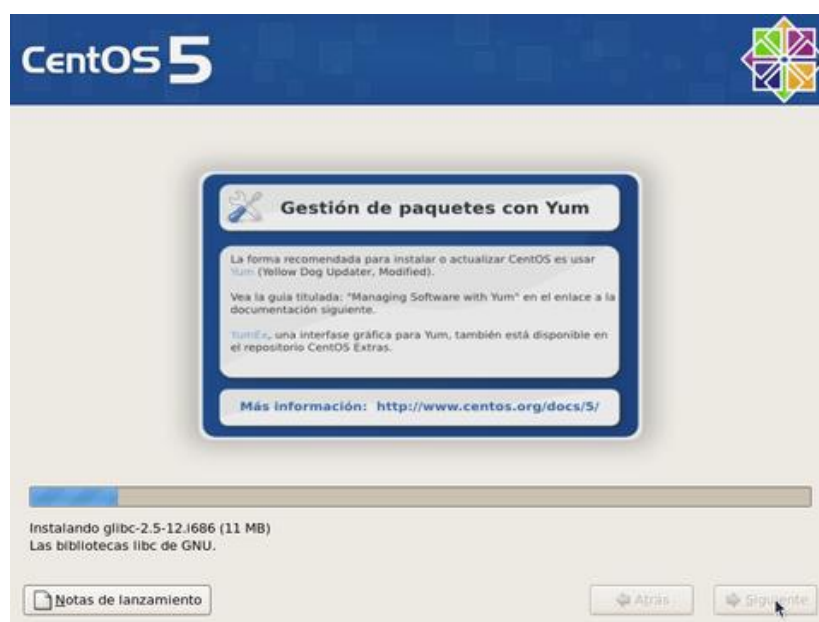 CentOS 5
Gestión de paquetes con Yum
La forma recomendada para instalar o actualizar CentOS es usar
Yum (Yellow Dog Updater, Modified).
Vea la guia titulada: "Managing Software with Yum" en el enlace a la
documentación siguiente.
YumEx, una interfase gráfica para Yum, también está disponible en
el repositorio CentOS Extras.
Más información: http://www.centos.org/docs/5/
Instalando glibc-2.5-12.i686 (11 MB)
Las bibliotecas libc de GNU.
Notas de lanzamiento
Atrás
Siguiente